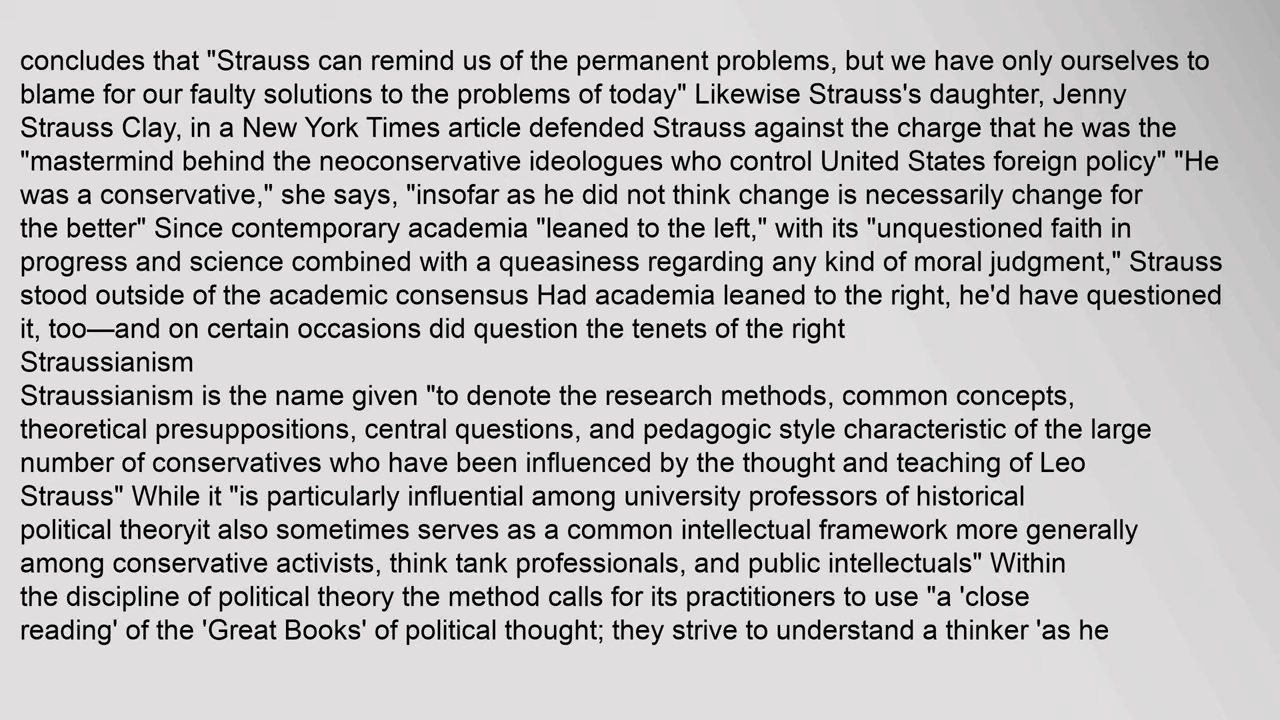 concludes that "Strauss can remind us of the permanent problems, but we have only ourselves to
blame for our faulty solutions to the problems of today" Likewise Strauss's daughter, Jenny
Strauss Clay, in a New York Times article defended Strauss against the charge that he was the
"mastermind behind the neoconservative ideologues who control United States foreign policy" "He
was a conservative," she says, "insofar as he did not think change is necessarily change for
the better" Since contemporary academia "leaned to the left," with its "unquestioned faith in
progress and science combined with a queasiness regarding any kind of moral judgment," Strauss
stood outside of the academic consensus Had academia leaned to the right, he'd have questioned
it, too—and on certain occasions did question the tenets of the right
Straussianism
Straussianism is the name given "to denote the research methods, common concepts,
theoretical presuppositions, central questions, and pedagogic style characteristic of the large
number of conservatives who have been influenced by the thought and teaching of Leo
Strauss" While it "is particularly influential among university professors of historical
political theoryit also sometimes serves as a common intellectual framework more generally
among conservative activists, think tank professionals, and public intellectuals" Within
the discipline of political theory the method calls for its practitioners to use "a 'close
reading' of the 'Great Books' of political thought; they strive to understand a thinker 'as he